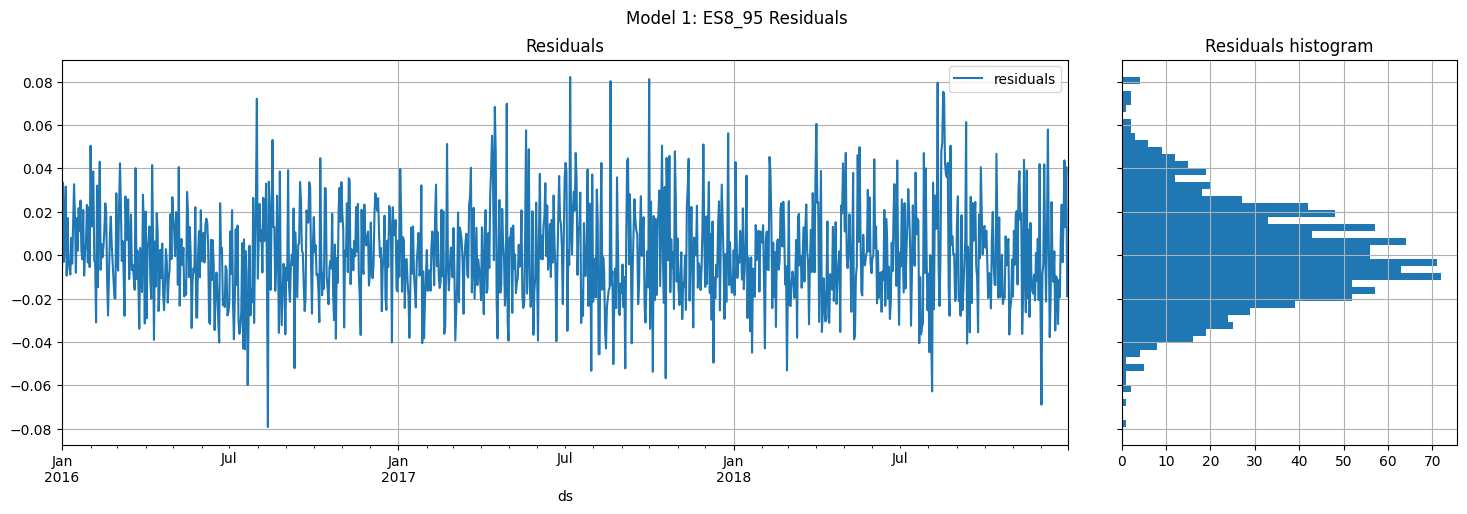 Model 1: ES8_95 Residuals
Residuals
Residuals histogram
residuals
0.08
0.06
0.04
0.02
0.00
−0.02
−0.04
−0.06
−0.08
Jan Jul Jan Jul Jan Jul
2016 2017 2018
ds
0 10 20 30 40 50 60 70